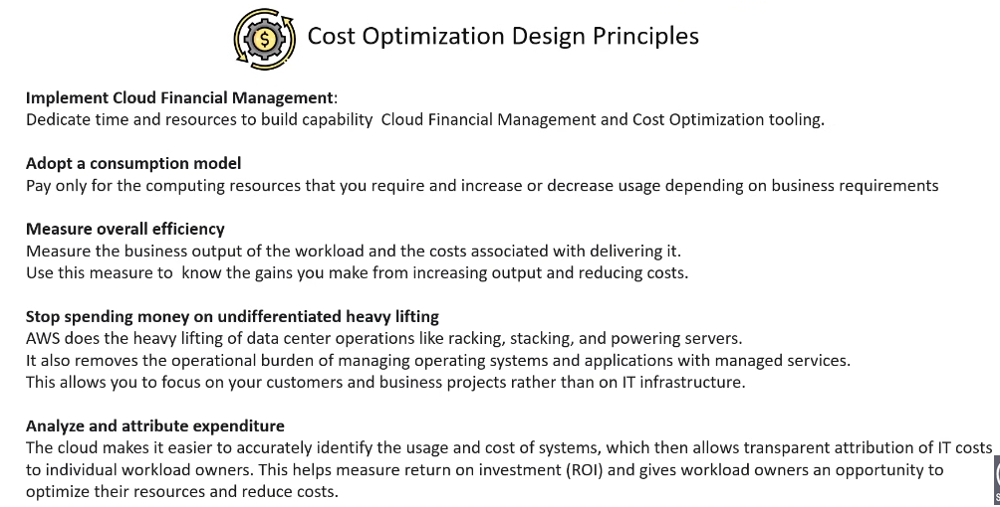 $
Cost Optimization Design Principles
Implement Cloud Financial Management:
Dedicate time and resources to build capability  Cloud Financial Management and Cost Optimization tooling.
Adopt a consumption model
Pay only for the computing resources that you require and increase or decrease usage depending on business requirements
Measure overall efficiency
Measure the business output of the workload and the costs associated with delivering it.
Use this measure to  know the gains you make from increasing output and reducing costs.
Stop spending money on undifferentiated heavy lifting
AWS does the heavy lifting of data center operations like racking, stacking, and powering servers.
It also removes the operational burden of managing operating systems and applications with managed services.
This allows you to focus on your customers and business projects rather than on IT infrastructure.
Analyze and attribute expenditure
The cloud makes it easier to accurately identify the usage and cost of systems, which then allows transparent attribution of IT costs
to individual workload owners. This helps measure return on investment (ROI) and gives workload owners an opportunity to
optimize their resources and reduce costs.